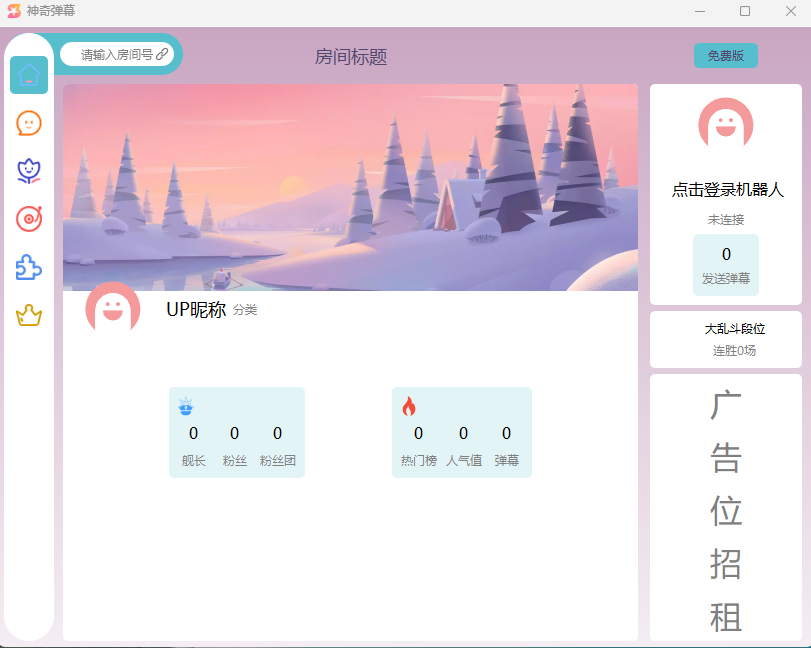 神奇弹幕
请输入房间号
房间标题
免费版
点击登录机器人
未连接
0
发送弹幕
UP昵称 分类
大乱斗段位
连胜0场
0 0 0
舰长 粉丝 粉丝团
0 0 0
热门榜 人气值 弹幕
广
告
位
招
租